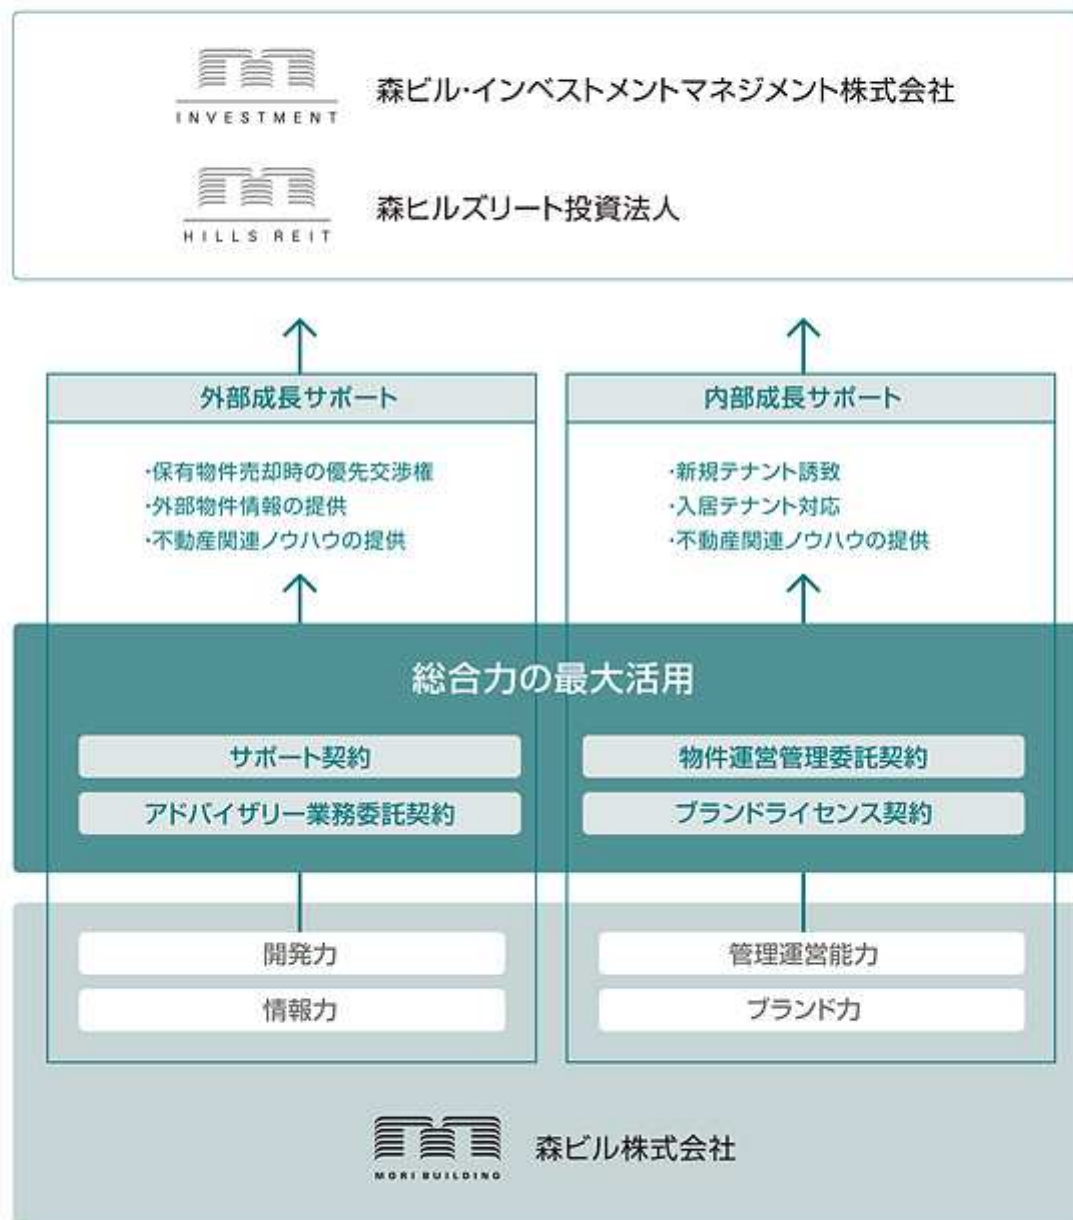 INVESTMENT
森ビル・インベストメントマネジメント株式会社
HILLS REIT
森ヒルズリート投資法人
外部成長サポート
・保有物件売却時の優先交渉権
・外部物件情報の提供
・不動産関連ノウハウの提供
内部成長サポート
・新規テナント誘致
・入居テナント対応
・不動産関連ノウハウの提供
総合力の最大活用
サポート契約
アドバイザリー業務委託契約
物件運営管理委託契約
ブランドライセンス契約
開発力
情報力
管理運営能力
ブランド力
MORI BUILDING
森ビル株式会社